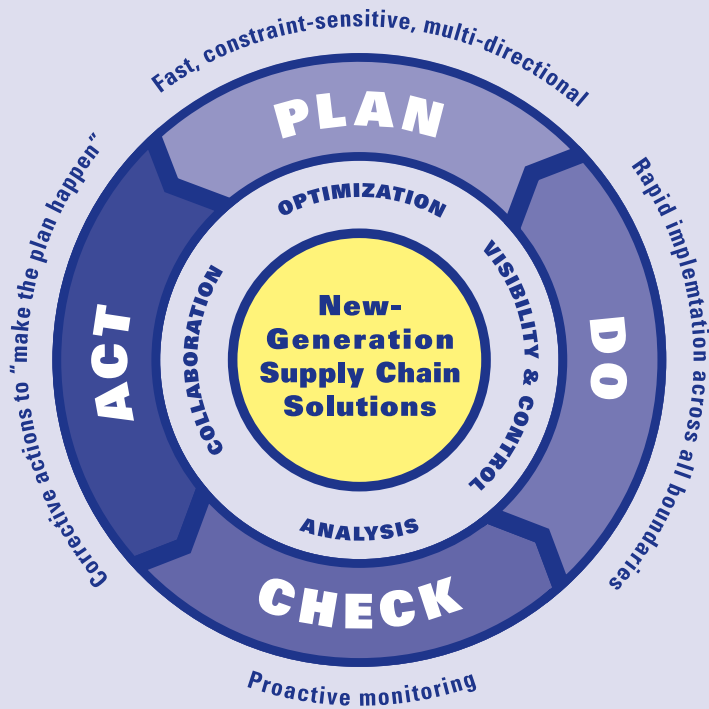 Fast, constraint-sensitive, multi-directional
PLAN
OPTIMIZATION
Rapid implemtation across all boundaries
DO
VISIBILITY & CONTROL
New-
Generation
Supply Chain
Solutions
ANALYSIS
CHECK
Proactive monitoring
COLLABORATION
ACT
Corrective actions to “make the plan happen”